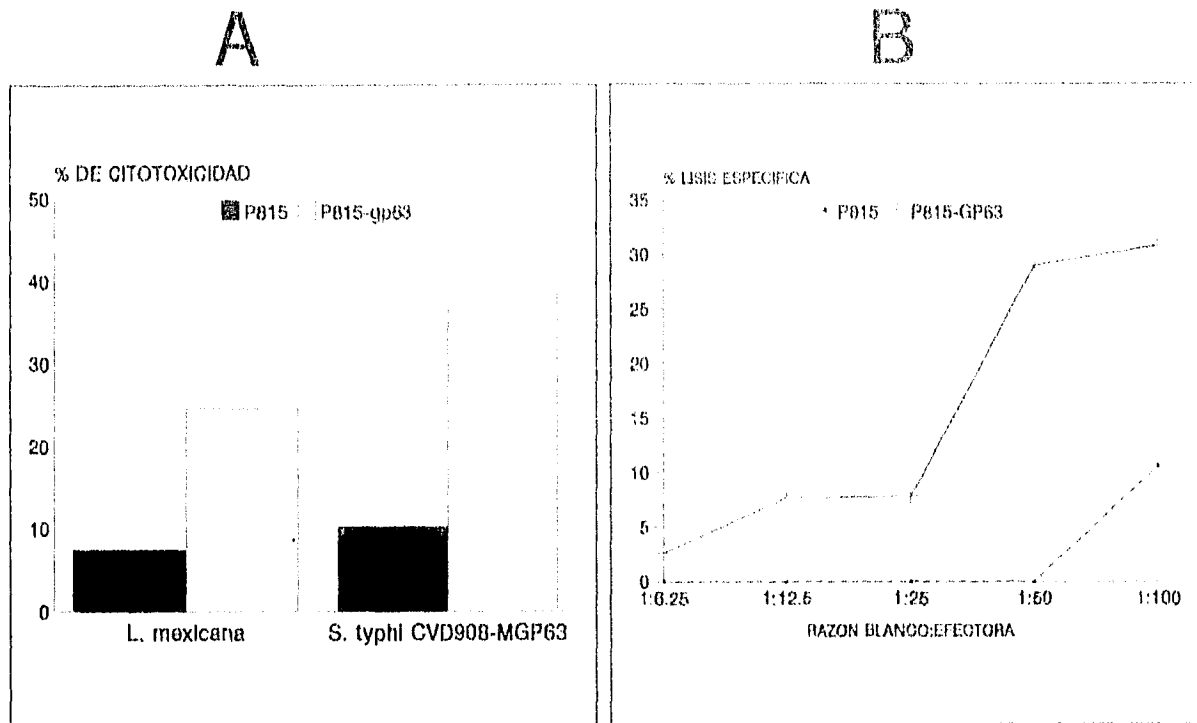 A
B
% DE CITOTOXICIDAD
50
P815 P815-gp63
40
30
20
10
0
L. mexicana S. typhi CVD908-MGP63
% LISIS ESPECIFICA
35
P815 P815-GP63
30
25
20
15
10
5
0
1:6.25 1:12.5 1:25 1:50 1:100
RAZON BLANCO:EFECTORA